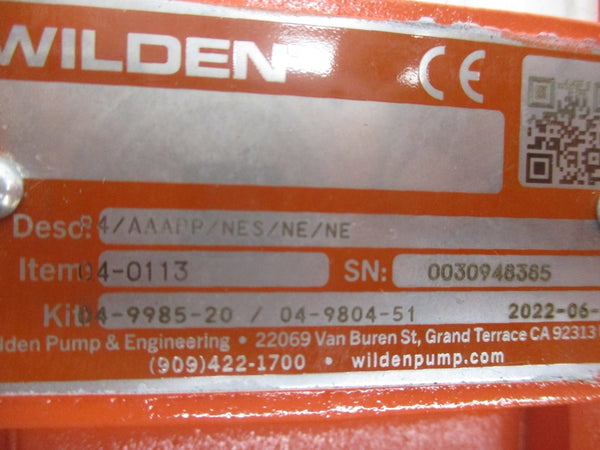 WILDEN CE
Desc: 4/AAAPP/NES/NE/NE
Item: 04-0113 SN: 0030948385
Kit: 04-9985-20 / 04-9804-51 2022-06-
lden Pump & Engineering • 22069 Van Buren St, Grand Terrace CA 92313
(909)422-1700 • wildenpump.com